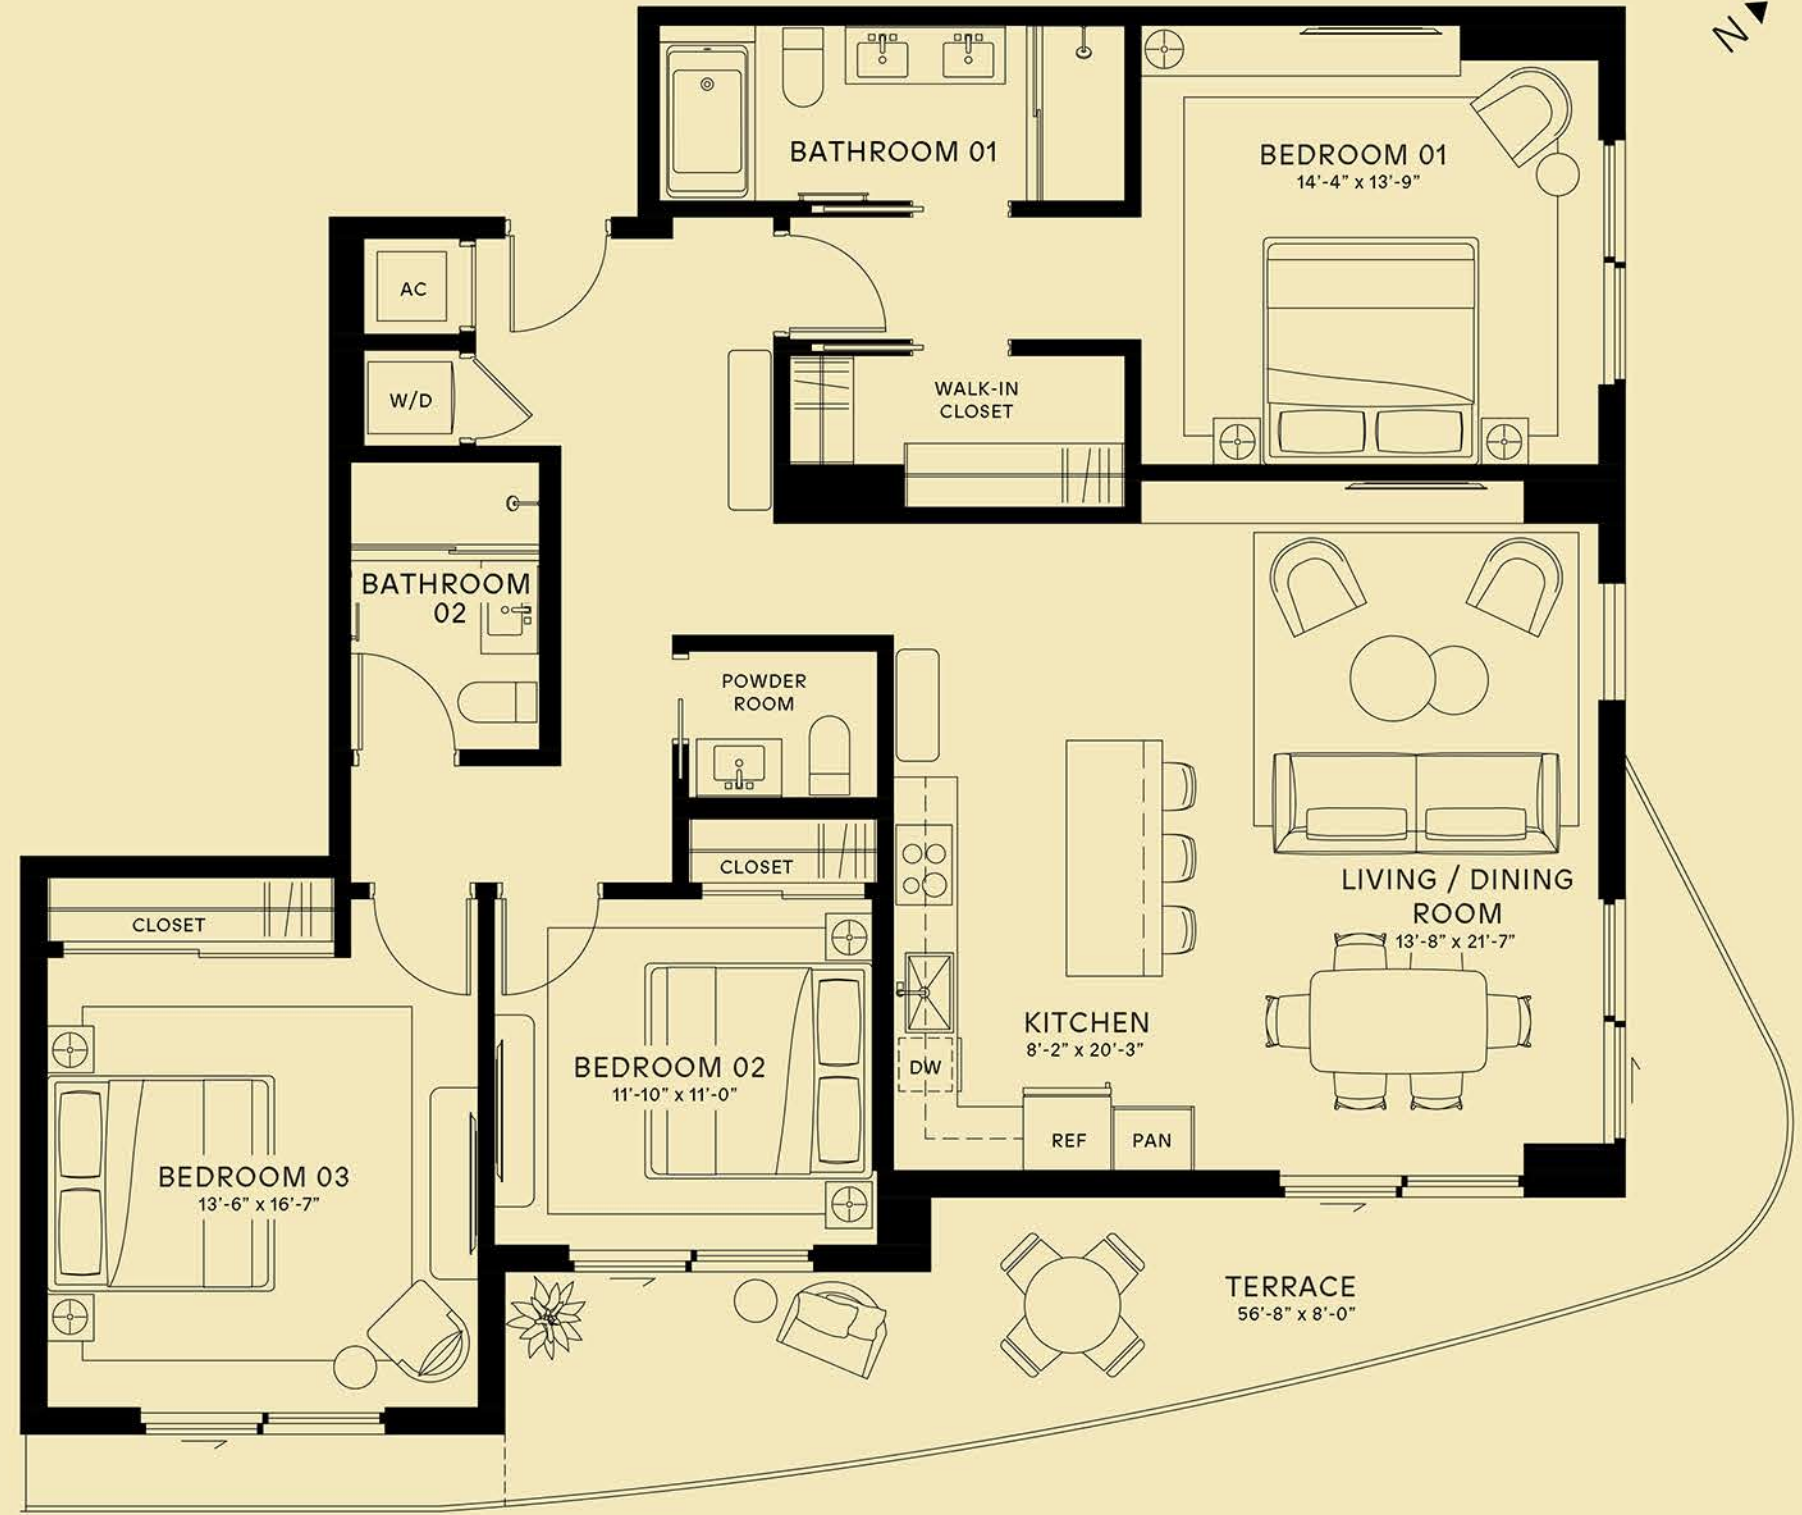 N
BATHROOM 01
BEDROOM 01
14'-4" x 13'-9"
AC
W/D
WALK-IN
CLOSET
BATHROOM
02
POWDER
ROOM
CLOSET
CLOSET
LIVING / DINING
ROOM
13'-8" x 21'-7"
KITCHEN
8'-2" x 20'-3"
DW
REF
PAN
BEDROOM 02
11'-10" x 11'-0"
BEDROOM 03
13'-6" x 16'-7"
TERRACE
56'-8" x 8'-0"